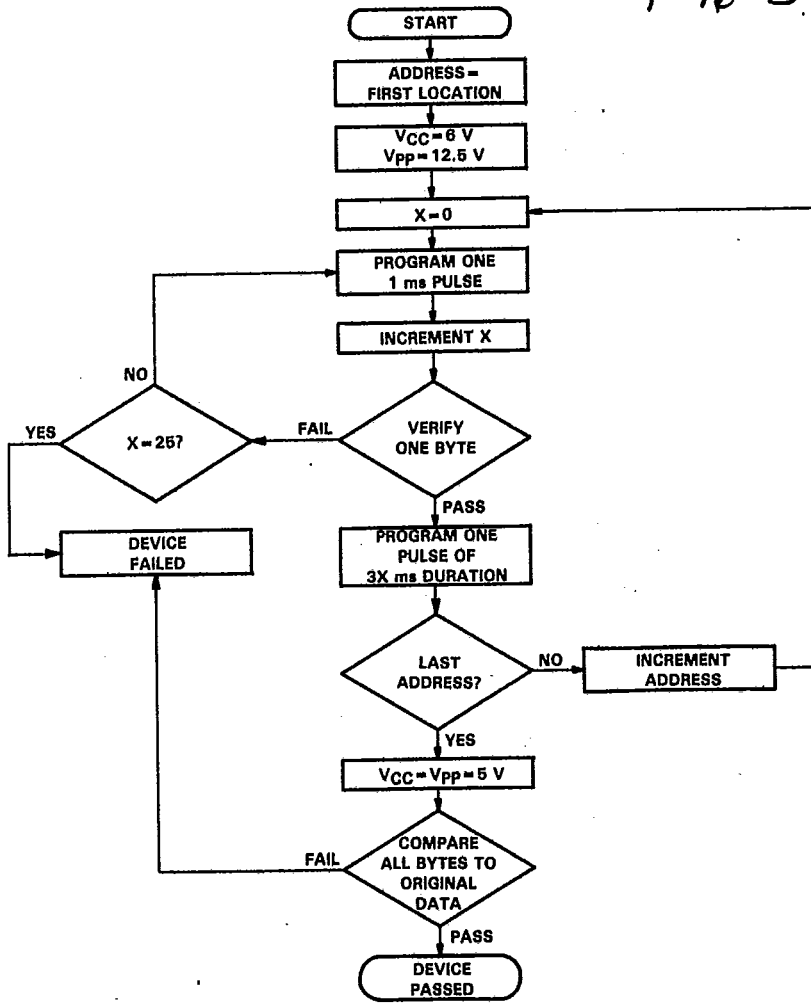 START
ADDRESS=
FIRST LOCATION
VCC=6 V
VPP=12.5 V
X=0
PROGRAM ONE
1 ms PULSE
INCREMENT X
NO
YES
X=25?
FAIL
VERIFY
ONE BYTE
PASS
DEVICE
FAILED
PROGRAM ONE
PULSE OF
3X ms DURATION
LAST
ADDRESS?
NO
INCREMENT
ADDRESS
YES
VCC=VPP=5 V
FAIL
COMPARE
ALL BYTES TO
ORIGINAL
DATA
PASS
DEVICE
PASSED